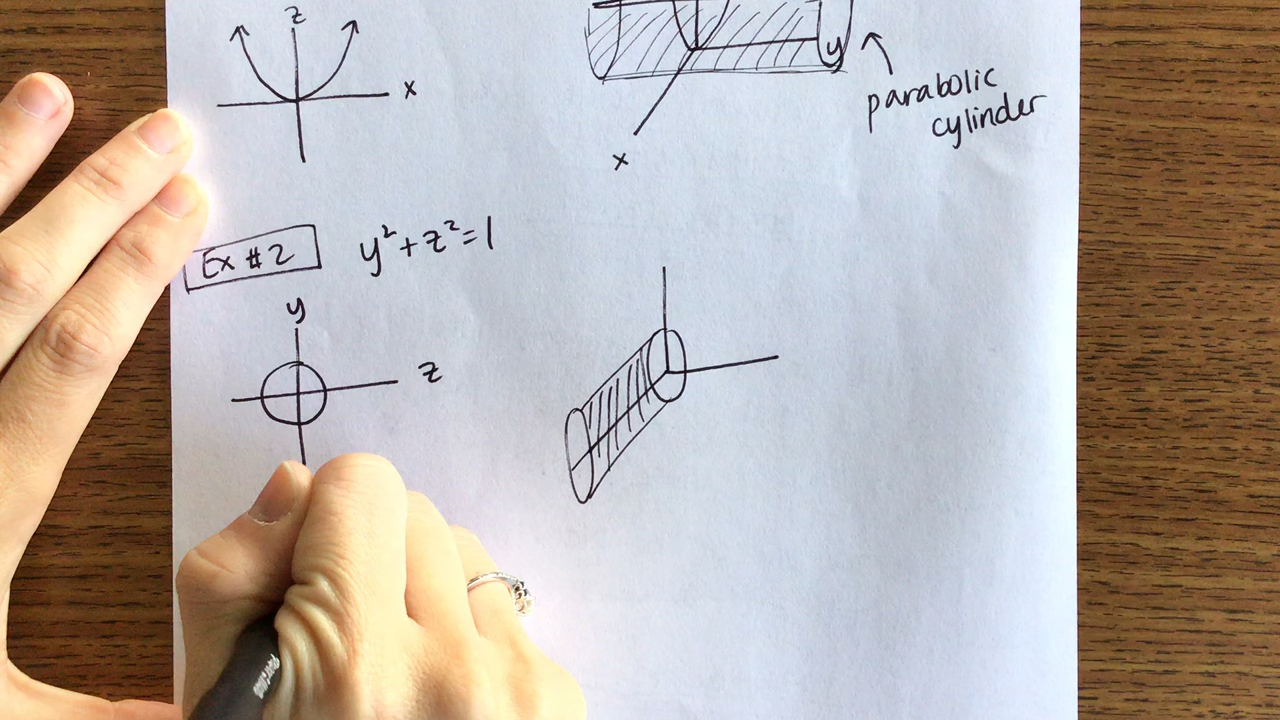 z
x
y
x
parabolic
cylinder
Ex #2
y²+z²=1
y
z